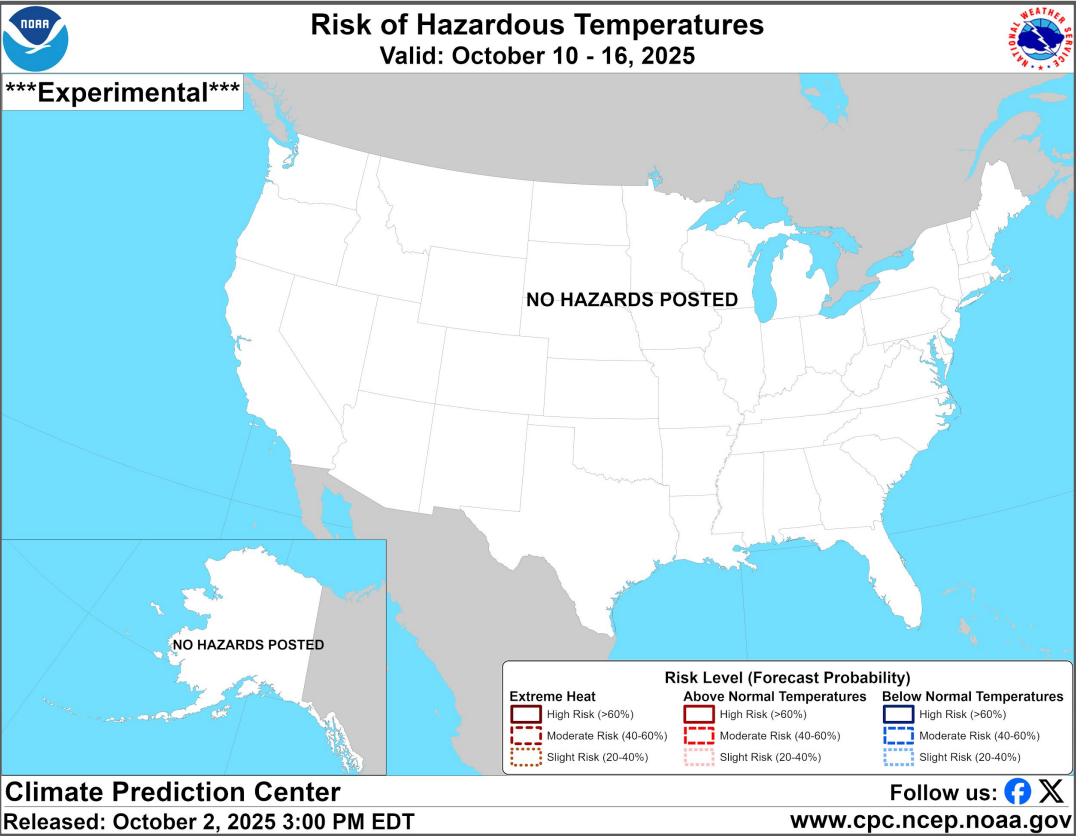 NOAA
Risk of Hazardous Temperatures
Valid: October 10 - 16, 2025
NATIONAL WEATHER SERVICE
***Experimental***
NO HAZARDS POSTED
NO HAZARDS POSTED
Risk Level (Forecast Probability)
Extreme Heat
High Risk (>60%)
Moderate Risk (40-60%)
Slight Risk (20-40%)
Above Normal Temperatures
High Risk (>60%)
Moderate Risk (40-60%)
Slight Risk (20-40%)
Below Normal Temperatures
High Risk (>60%)
Moderate Risk (40-60%)
Slight Risk (20-40%)
Climate Prediction Center
Follow us:
Released: October 2, 2025 3:00 PM EDT
www.cpc.ncep.noaa.gov